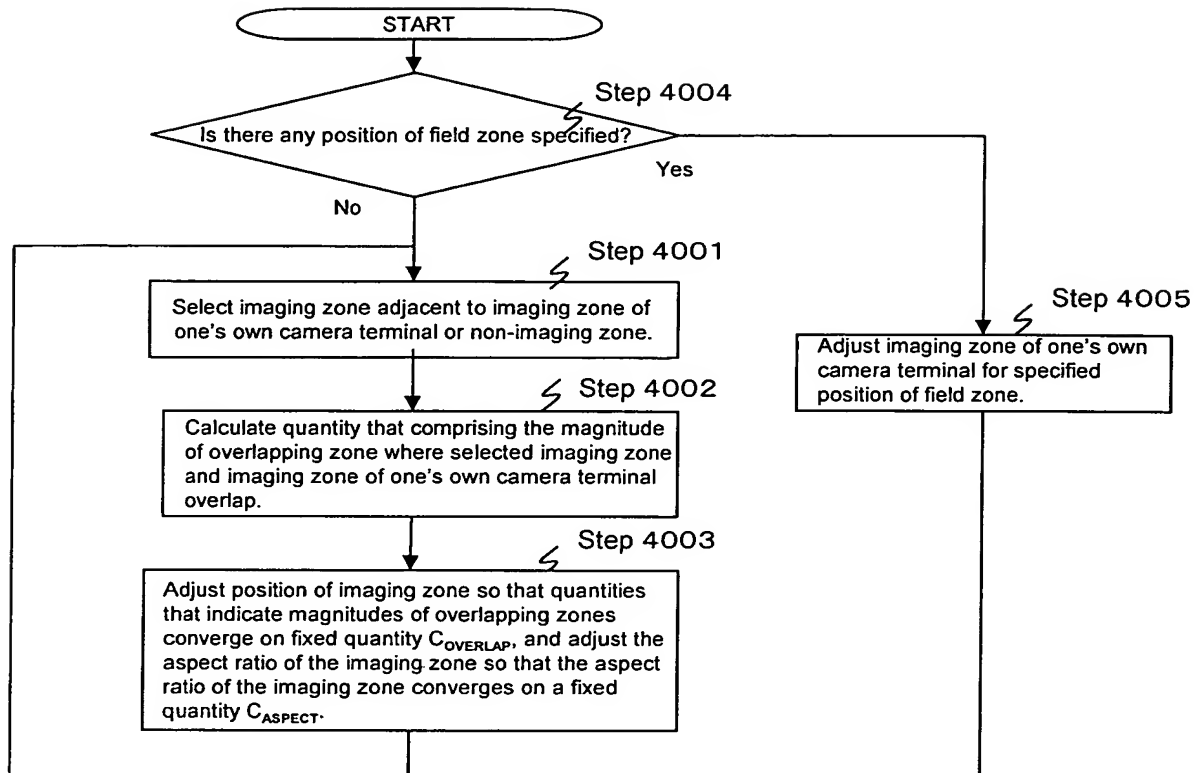 START
Step 4004
Is there any position of field zone specified?
Yes
No
Step 4001
Select imaging zone adjacent to imaging zone of
one's own camera terminal or non-imaging zone.
Step 4005
Adjust imaging zone of one's own
camera terminal for specified
position of field zone.
Step 4002
Calculate quantity that comprising the magnitude
of overlapping zone where selected imaging zone
and imaging zone of one's own camera terminal
overlap.
Step 4003
Adjust position of imaging zone so that quantities
that indicate magnitudes of overlapping zones
converge on fixed quantity COVERLAP, and adjust the
aspect ratio of the imaging zone so that the aspect
ratio of the imaging zone converges on a fixed
quantity CASPECT.